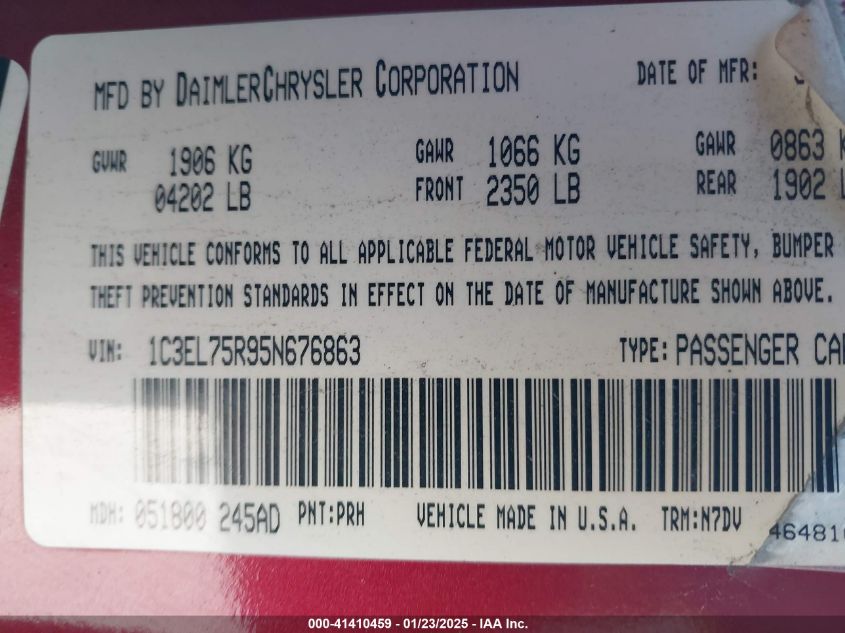 MFD BY DAIMLERCHRYSLER CORPORATION DATE OF MFR:
GVWR 1906 KG GAWR 1066 KG GAWR 0863 K
04202 LB FRONT 2350 LB REAR 1902 L
THIS VEHICLE CONFORMS TO ALL APPLICABLE FEDERAL MOTOR VEHICLE SAFETY, BUMPER
THEFT PREVENTION STANDARDS IN EFFECT ON THE DATE OF MANUFACTURE SHOWN ABOVE.
VIN: 1C3EL75R95N676863 TYPE: PASSENGER CAR
MDH: 051800 245AD PNT:PRH VEHICLE MADE IN U.S.A. TRM:N7DV
46481
000-41410459 - 01/23/2025 - IAA Inc.